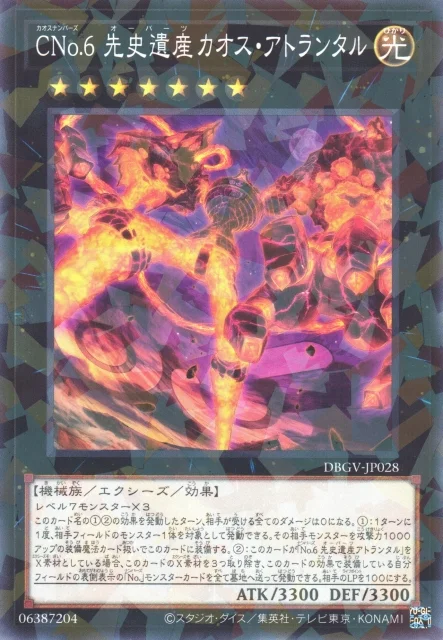 カオスナンバーズ オーパーツ
CNo.6 先史遺産カオス・アトランタル
ひかり
光
DBGV-JP028
【機械族／エクシーズ／効果】
レベル7モンスター×3
このカード名の①②の効果を発動したターン、相手が受ける全てのダメージは0になる。①：1ターンに
1度、相手フィールドのモンスター1体を対象として発動できる。その相手モンスターを攻撃力1000
アップの装備魔法カード扱いでこのカードに装備する。②：このカードが「No.6 先史遺産アトランタル」を
X素材としている場合、このカードのX素材を3つ取り除き、この効果で装備している自分
フィールドの表側表示の「No.」モンスターカードを全て墓地へ送って発動できる。相手のLPを100にする。
ATK/3300 DEF/3300
06387204
©スタジオ・ダイス／集英社・テレビ東京・KONAMI